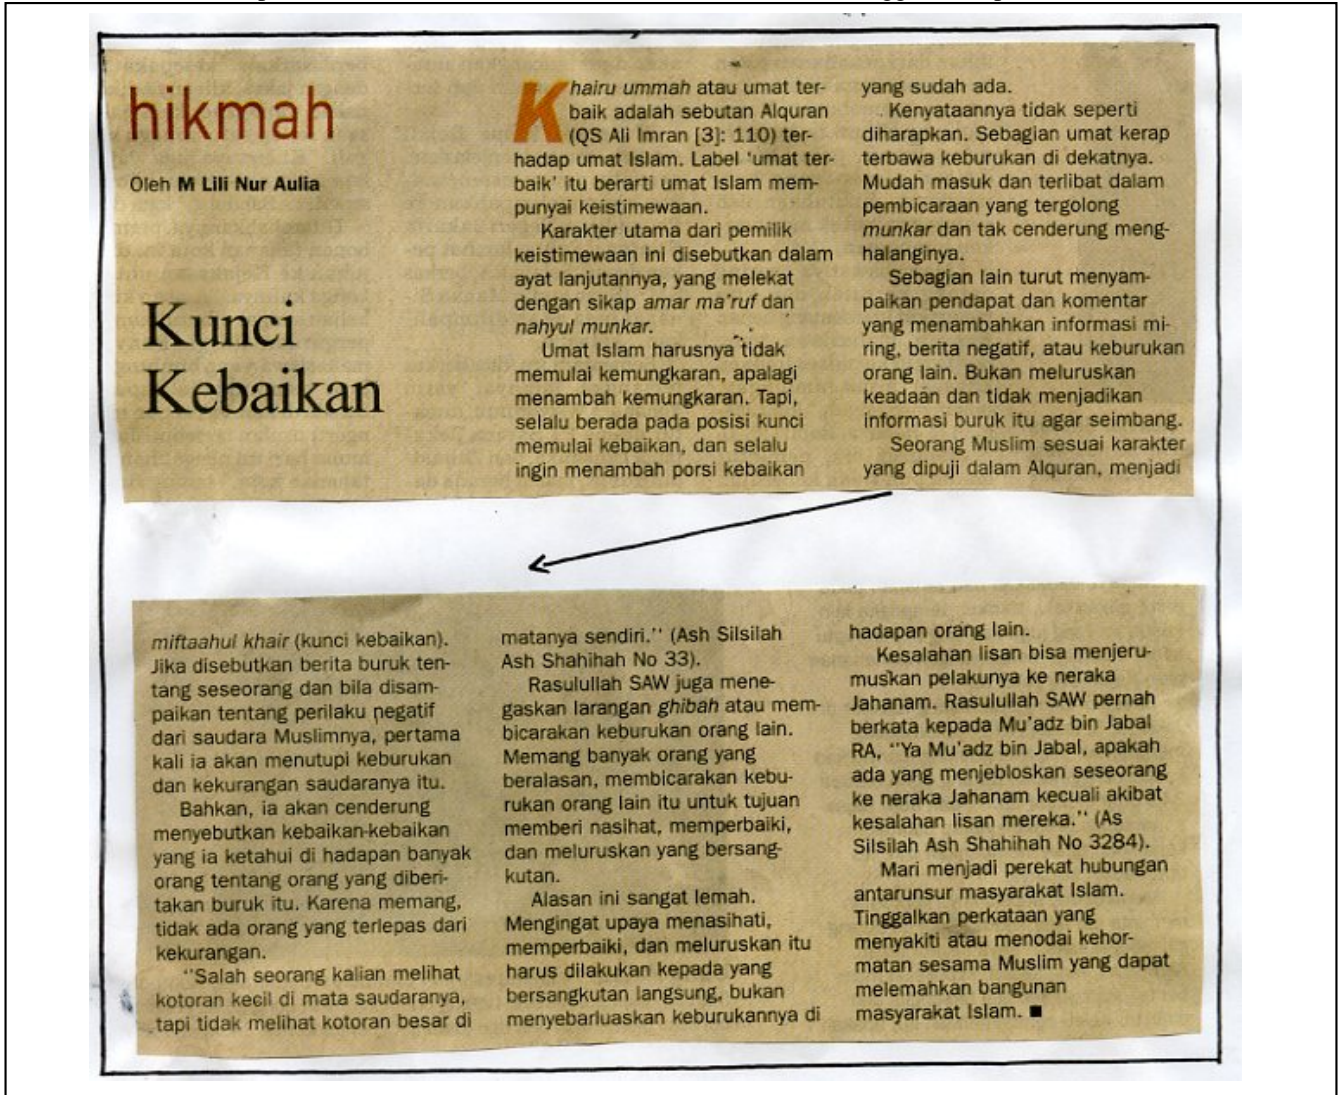 hikmah
Oleh M Lili Nur Aulia
Kunci
Kebaikan
Khairu ummah atau umat ter-
baik adalah sebutan Alquran
(QS Ali Imran [3]: 110) ter-
hadap umat Islam. Label 'umat ter-
baik' itu berarti umat Islam mem-
punyai keistimewaan.
Karakter utama dari pemilik
keistimewaan ini disebutkan dalam
ayat lanjutannya, yang melekat
dengan sikap amar ma'ruf dan
nahyul munkar.
Umat Islam harusnya tidak
memulai kemungkaran, apalagi
menambah kemungkaran. Tapi,
selalu berada pada posisi kunci
memulai kebaikan, dan selalu
ingin menambah porsi kebaikan
yang sudah ada.
Kenyataannya tidak seperti
diharapkan. Sebagian umat kerap
terbawa keburukan di dekatnya.
Mudah masuk dan terlibat dalam
pembicaraan yang tergolong
munkar dan tak cenderung meng-
halanginya.
Sebagian lain turut menyam-
paikan pendapat dan komentar
yang menambahkan informasi mi-
ring, berita negatif, atau keburukan
orang lain. Bukan meluruskan
keadaan dan tidak menjadikan
informasi buruk itu agar seimbang.
Seorang Muslim sesuai karakter
yang dipuji dalam Alquran, menjadi
miftaahul khair (kunci kebaikan).
Jika disebutkan berita buruk ten-
tang seseorang dan bila disam-
paikan tentang perilaku negatif
dari saudara Muslimnya, pertama
kali ia akan menutupi keburukan
dan kekurangan saudaranya itu.
Bahkan, ia akan cenderung
menyebutkan kebaikan-kebaikan
yang ia ketahui di hadapan banyak
orang tentang orang yang diberi-
takan buruk itu. Karena memang,
tidak ada orang yang terlepas dari
kekurangan.
''Salah seorang kalian melihat
kotoran kecil di mata saudaranya,
tapi tidak melihat kotoran besar di
matanya sendiri.'' (Ash Silsilah
Ash Shahihah No 33).
Rasulullah SAW juga mene-
gaskan larangan ghibah atau mem-
bicarakan keburukan orang lain.
Memang banyak orang yang
beralasan, membicarakan kebu-
rukan orang lain itu untuk tujuan
memberi nasihat, memperbaiki,
dan meluruskan yang bersang-
kutan.
Alasan ini sangat lemah.
Mengingat upaya menasihati,
memperbaiki, dan meluruskan itu
harus dilakukan kepada yang
bersangkutan langsung, bukan
menyebarluaskan keburukannya di
hadapan orang lain.
Kesalahan lisan bisa menjeru-
muskan pelakunya ke neraka
Jahanam. Rasulullah SAW pernah
berkata kepada Mu'adz bin Jabal
RA, ''Ya Mu'adz bin Jabal, apakah
ada yang menjebloskan seseorang
ke neraka Jahanam kecuali akibat
kesalahan lisan mereka.'' (As
Silsilah Ash Shahihah No 3284).
Mari menjadi perekat hubungan
antarunsur masyarakat Islam.
Tinggalkan perkataan yang
menyakiti atau menodai kehor-
matan sesama Muslim yang dapat
melemahkan bangunan
masyarakat Islam. ■